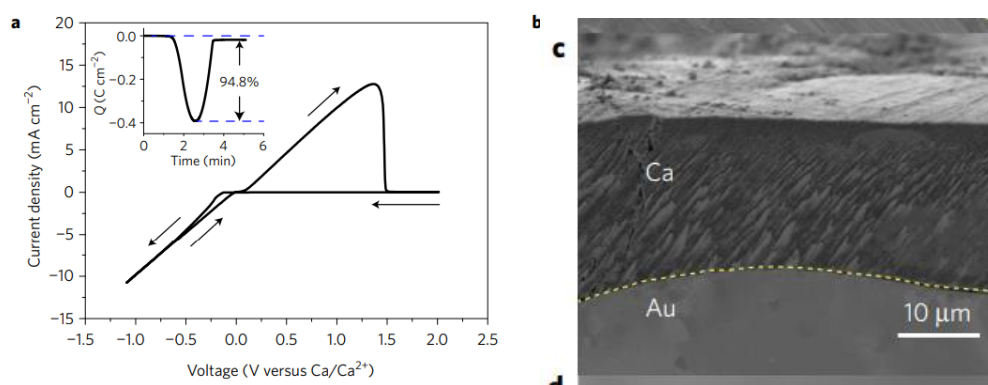 a
20
15
10
5
0
−5
−10
−15
−1.5
−1.0
−0.5
0.0
0.5
1.0
1.5
2.0
2.5
Current density (mA cm⁻²)
Voltage (V versus Ca/Ca²⁺)
0.0
−0.2
−0.4
Q (C cm⁻²)
94.8%
0
2
4
6
Time (min)
b
c
Ca
Au
10 μm
d